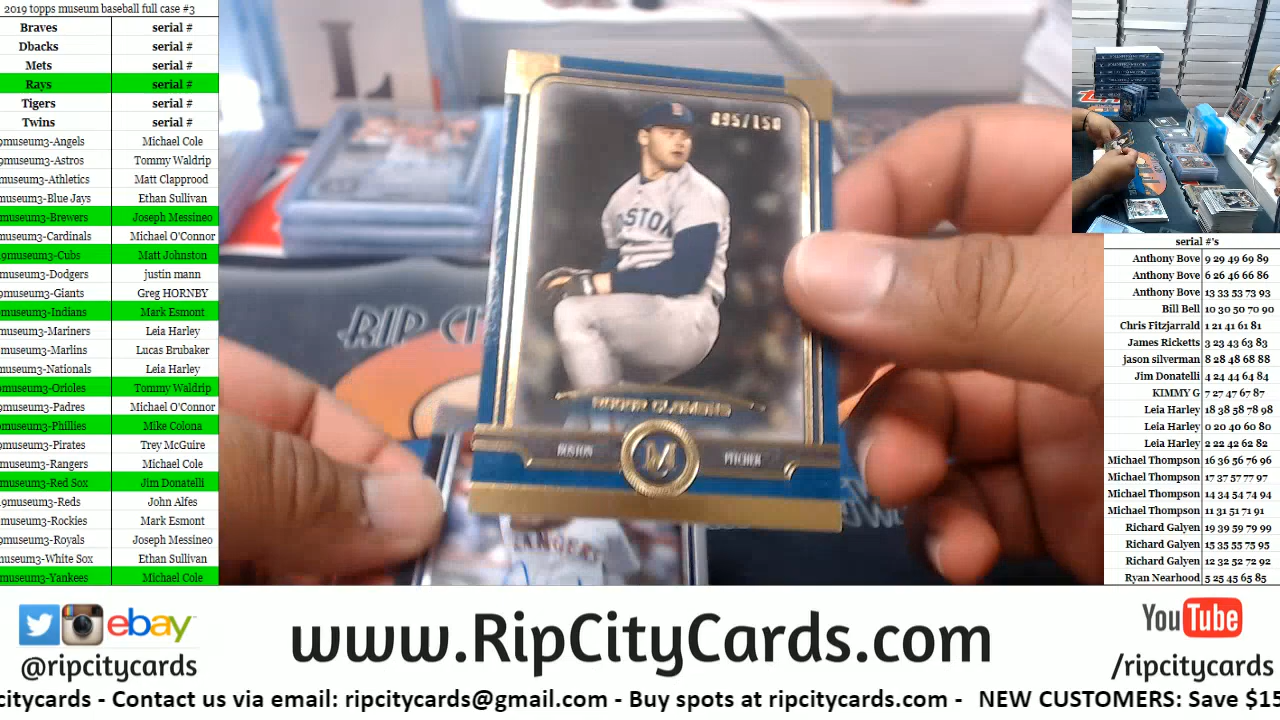 2019 topps museum baseball full case #3
Braves serial #
Dbacks serial #
Mets serial #
Rays serial #
Tigers serial #
Twins serial #
9museum3-Angels Michael Cole
museum3-Astros Tommy Waldrip
museum3-Athletics Matt Clapprood
museum3-Blue Jays Ethan Sullivan
museum3-Brewers Joseph Messineo
museum3-Cardinals Michael O'Connor
9museum3-Cubs Matt Johnston
museum3-Dodgers justin mann
museum3-Giants Greg HORNBY
museum3-Indians Mark Esmont
museum3-Mariners Leia Harley
museum3-Marlins Lucas Brubaker
museum3-Nationals Leia Harley
museum3-Orioles Tommy Waldrip
museum3-Padres Michael O'Connor
museum3-Phillies Mike Colona
museum3-Pirates Trey McGuire
museum3-Rangers Michael Cole
museum3-Red Sox Jim Donatelli
19museum3-Reds John Alfes
museum3-Rockies Mark Esmont
museum3-Royals Joseph Messineo
museum3-White Sox Ethan Sullivan
museum3-Yankees Michael Cole
095/150
BOSTON
ROGER CLEMENS
BOSTON M PITCHER
RIP
serial #'s
Anthony Bove 9 29 49 69 89
Anthony Bove 6 26 46 66 86
Anthony Bove 13 33 53 73 93
Bill Bell 10 30 50 70 90
Chris Fitzjarrald 1 21 41 61 81
James Ricketts 3 23 43 63 83
jason silverman 8 28 48 68 88
Jim Donatelli 4 24 44 64 84
KIMMY G 7 27 47 67 87
Leia Harley 18 38 58 78 98
Leia Harley 0 20 40 60 80
Leia Harley 2 22 42 62 82
Michael Thompson 16 36 56 76 96
Michael Thompson 17 37 57 77 97
Michael Thompson 14 34 54 74 94
Michael Thompson 11 31 51 71 91
Richard Galyen 19 39 59 79 99
Richard Galyen 15 35 55 75 95
Richard Galyen 12 32 52 72 92
Ryan Nearhood 5 25 45 65 85
ebay
@ripcitycards
www.RipCityCards.com
YouTube
/ripcitycards
citycards - Contact us via email: ripcitycards@gmail.com - Buy spots at ripcitycards.com - NEW CUSTOMERS: Save $15